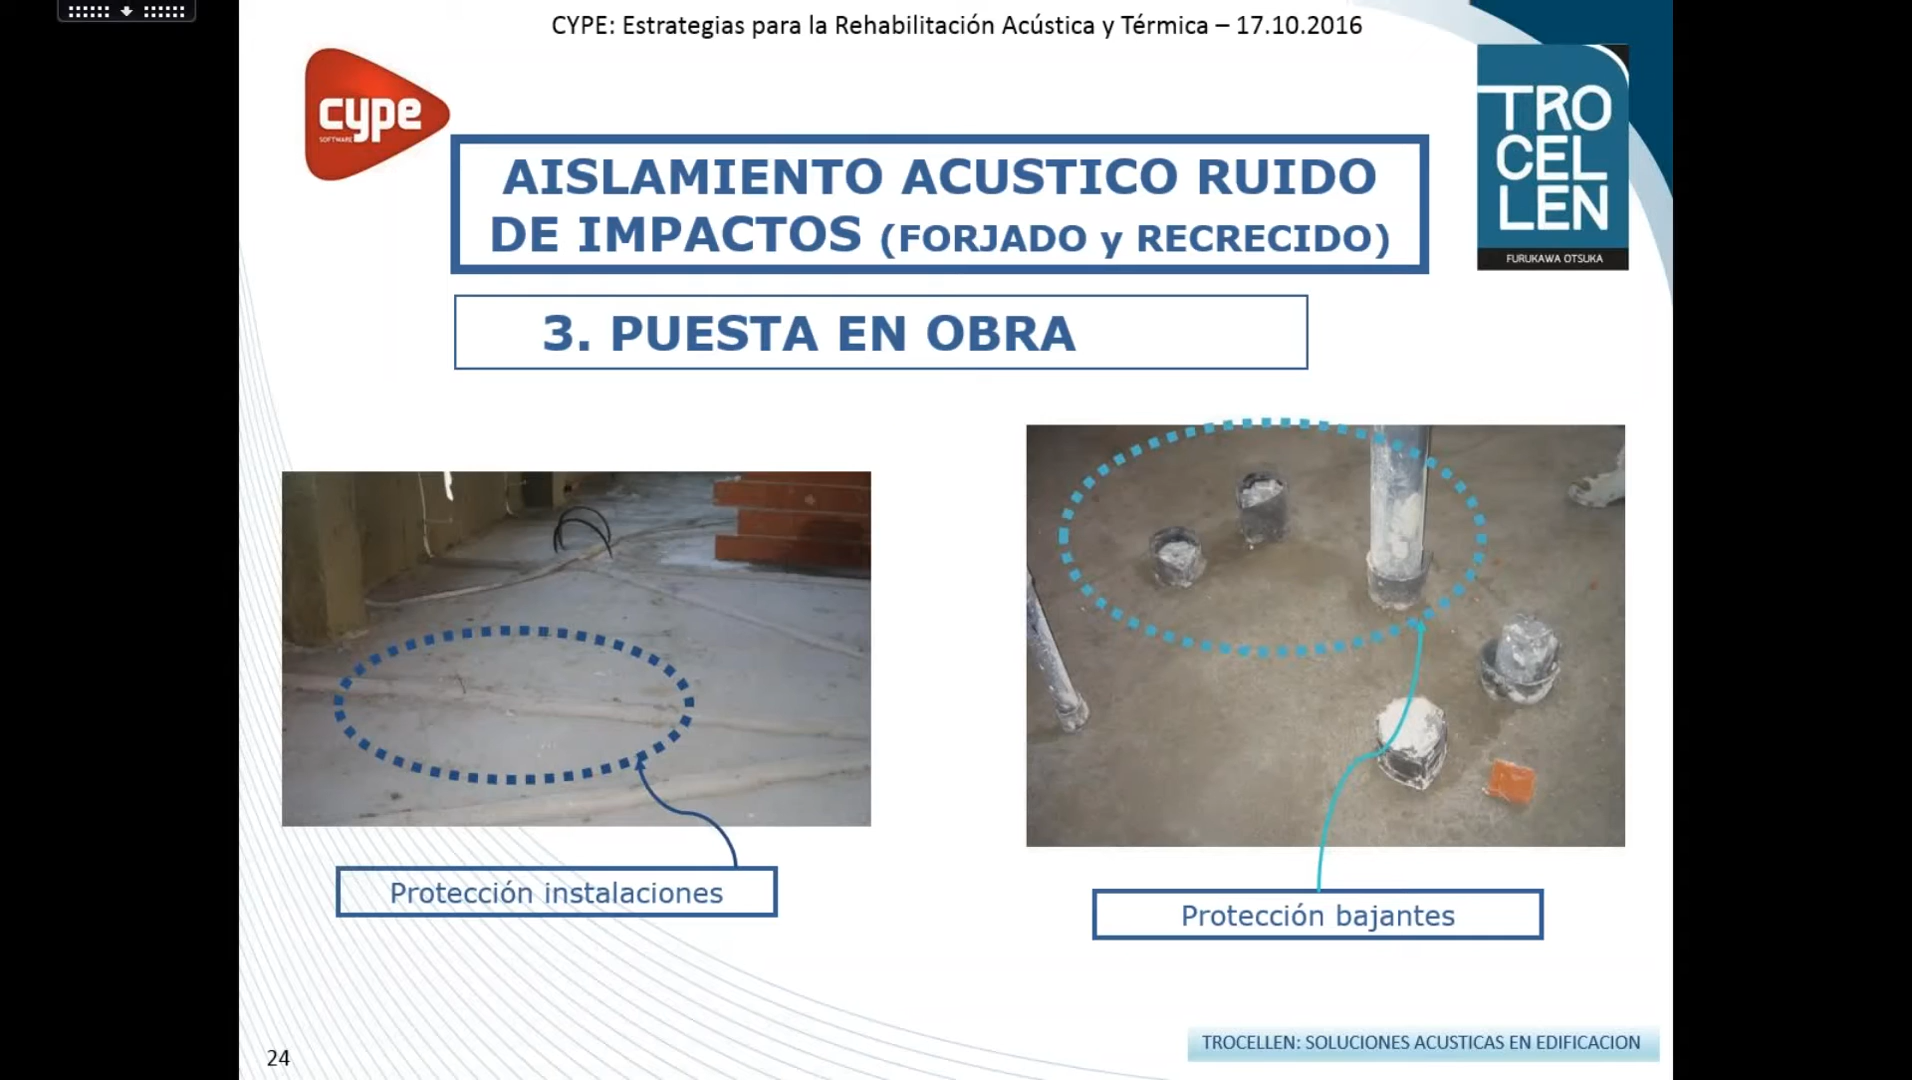 CYPE: Estrategias para la Rehabilitación Acústica y Térmica – 17.10.2016
cype
SOFTWARE
TRO
CEL
LEN
FURUKAWA OTSUKA
AISLAMIENTO ACUSTICO RUIDO
DE IMPACTOS (FORJADO y RECRECIDO)
3. PUESTA EN OBRA
Protección instalaciones
Protección bajantes
TROCELLEN: SOLUCIONES ACUSTICAS EN EDIFICACION
24